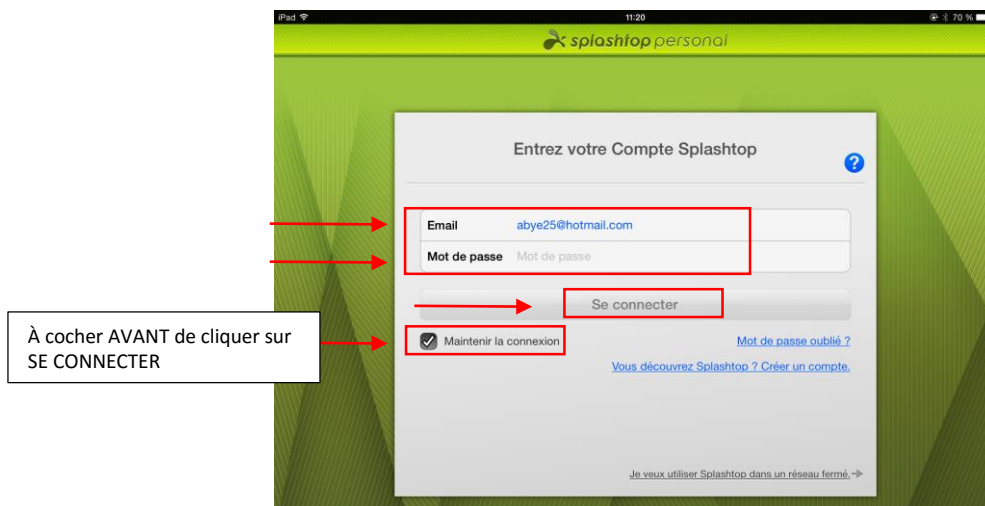 iPad 11:20 70 %
splashtop personal
Entrez votre Compte Splashtop
?
Email abye25@hotmail.com
Mot de passe Mot de passe
Se connecter
À cocher AVANT de cliquer sur
SE CONNECTER
Maintenir la connexion Mot de passe oublié ?
Vous découvrez Splashtop ? Créer un compte.
Je veux utiliser Splashtop dans un réseau fermé.